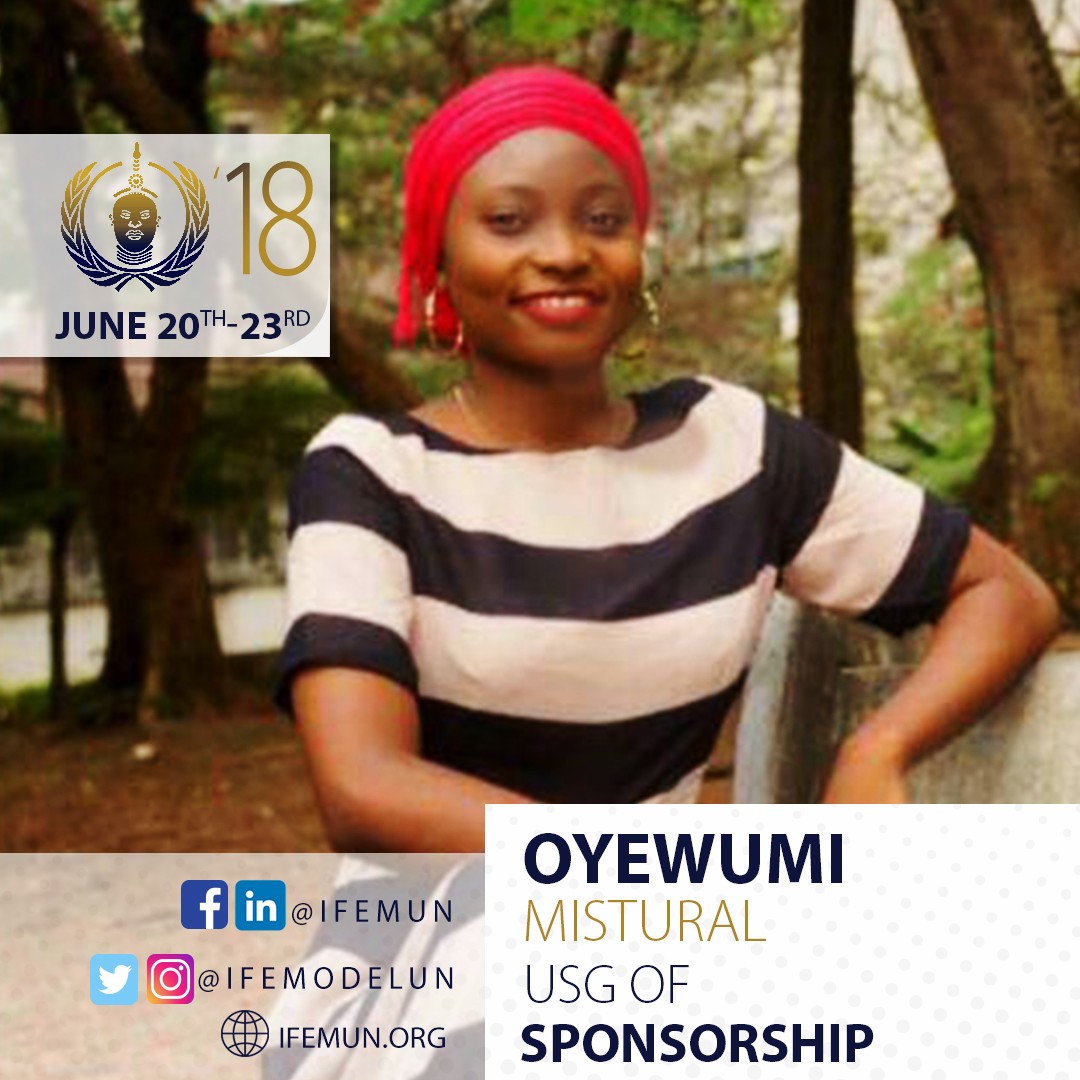 '18
JUNE 20TH-23RD
@IFEMUN
@IFEMODELUN
IFEMUN.ORG
OYEWUMI
MISTURAL
USG OF
SPONSORSHIP